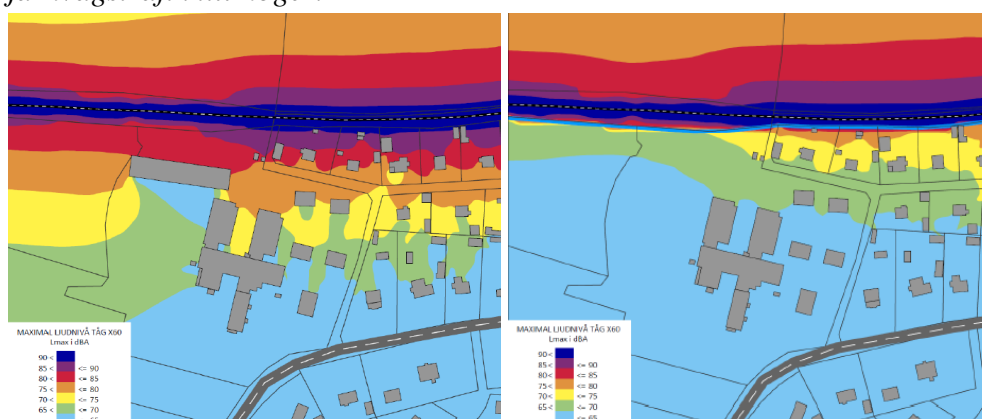 MAXIMAL LJUDNIVÅ TÅG X60
Lmax i dBA
90 <
85 < <= 90
80 < <= 85
75 < <= 80
70 < <= 75
65 < <= 70
MAXIMAL LJUDNIVÅ TÅG X60
Lmax i dBA
90 <
85 < <= 90
80 < <= 85
75 < <= 80
70 < <= 75
65 < <= 70